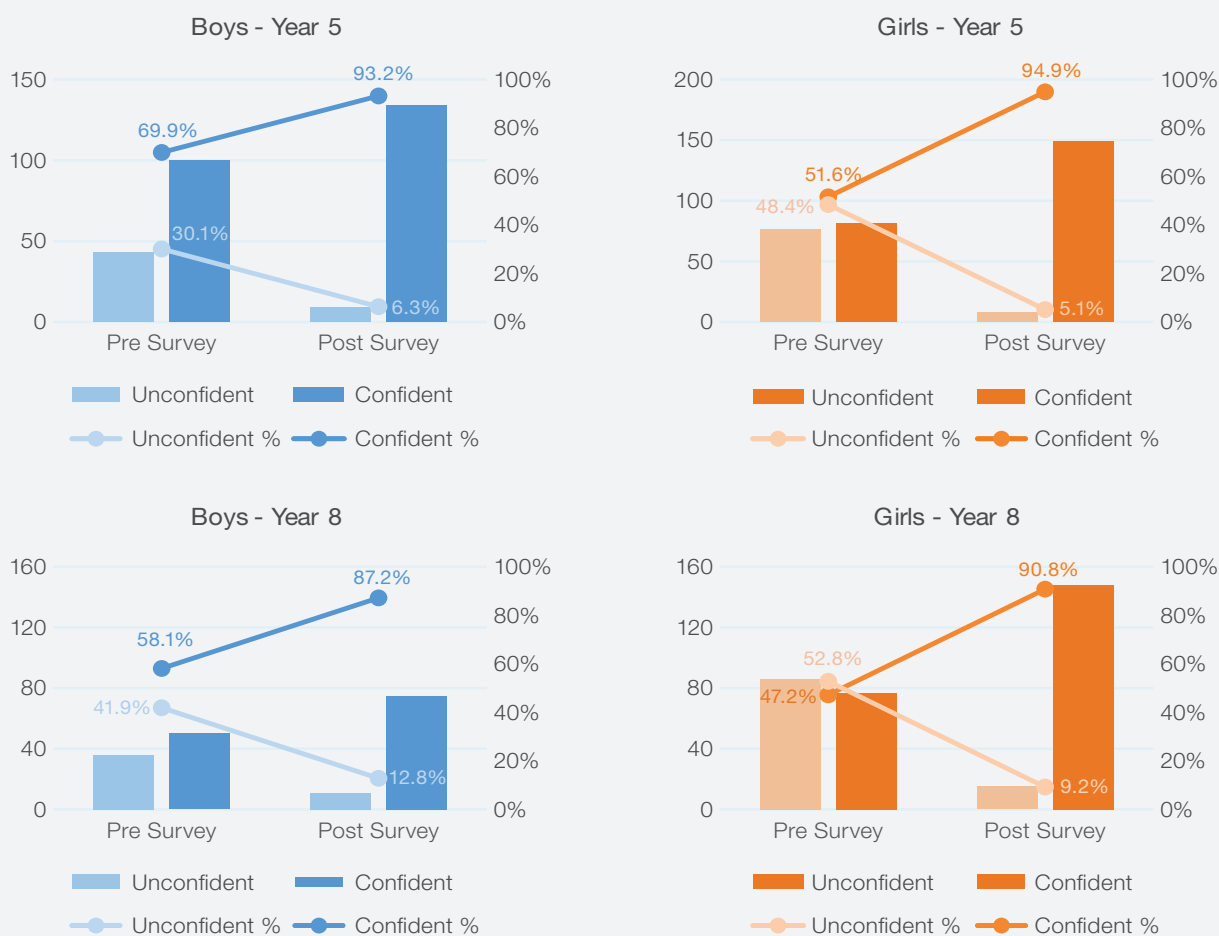 Boys - Year 5
150
100
50
0
100%
80%
60%
40%
20%
0%
69.9%
93.2%
30.1%
6.3%
Pre Survey
Post Survey
Unconfident
Confident
Unconfident %
Confident %
Girls - Year 5
200
150
100
50
0
100%
80%
60%
40%
20%
0%
51.6%
94.9%
48.4%
5.1%
Pre Survey
Post Survey
Unconfident
Confident
Unconfident %
Confident %
Boys - Year 8
160
120
80
40
0
100%
80%
60%
40%
20%
0%
58.1%
87.2%
41.9%
12.8%
Pre Survey
Post Survey
Unconfident
Confident
Unconfident %
Confident %
Girls - Year 8
160
120
80
40
0
100%
80%
60%
40%
20%
0%
52.8%
90.8%
47.2%
9.2%
Pre Survey
Post Survey
Unconfident
Confident
Unconfident %
Confident %